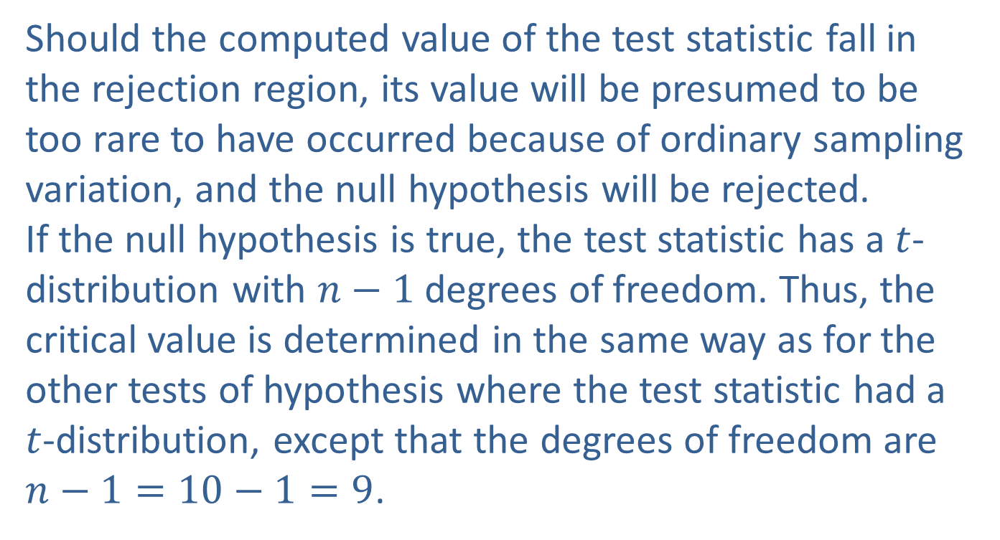 Should the computed value of the test statistic fall in
the rejection region, its value will be presumed to be
too rare to have occurred because of ordinary sampling
variation, and the null hypothesis will be rejected.
If the null hypothesis is true, the test statistic has a t-
distribution with n − 1 degrees of freedom. Thus, the
critical value is determined in the same way as for the
other tests of hypothesis where the test statistic had a
t-distribution, except that the degrees of freedom are
n − 1 = 10 − 1 = 9.